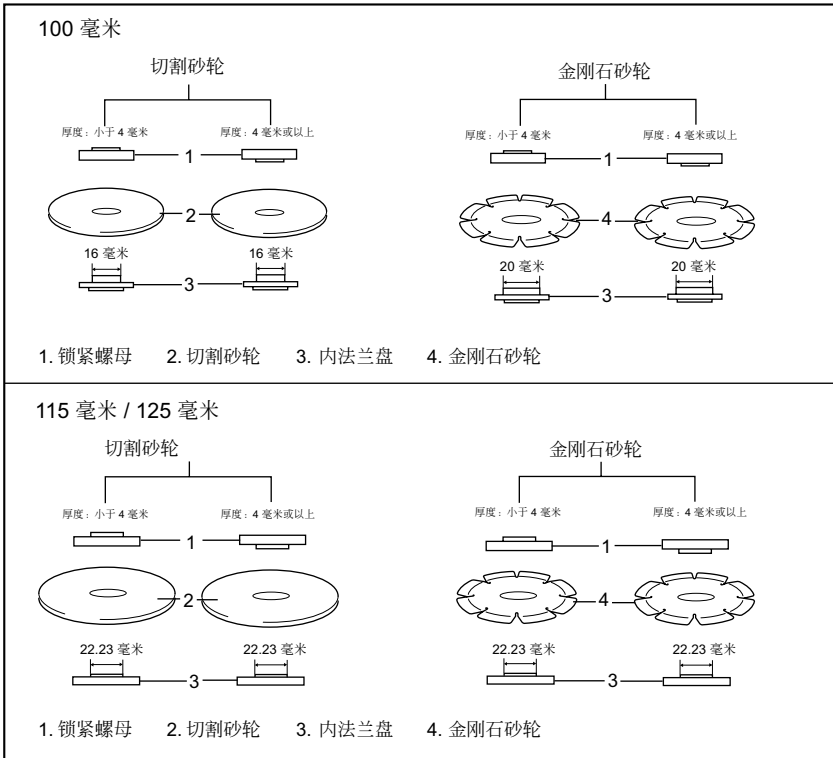 100 毫米
切割砂轮
金刚石砂轮
厚度：小于 4 毫米
厚度：4 毫米或以上
厚度：小于 4 毫米
厚度：4 毫米或以上
1
1
2
4
16 毫米
16 毫米
20 毫米
20 毫米
3
3
1. 锁紧螺母 2. 切割砂轮 3. 内法兰盘 4. 金刚石砂轮
115 毫米 / 125 毫米
切割砂轮
金刚石砂轮
厚度：小于 4 毫米
厚度：4 毫米或以上
厚度：小于 4 毫米
厚度：4 毫米或以上
1
1
2
4
22.23 毫米
22.23 毫米
22.23 毫米
22.23 毫米
3
3
1. 锁紧螺母 2. 切割砂轮 3. 内法兰盘 4. 金刚石砂轮